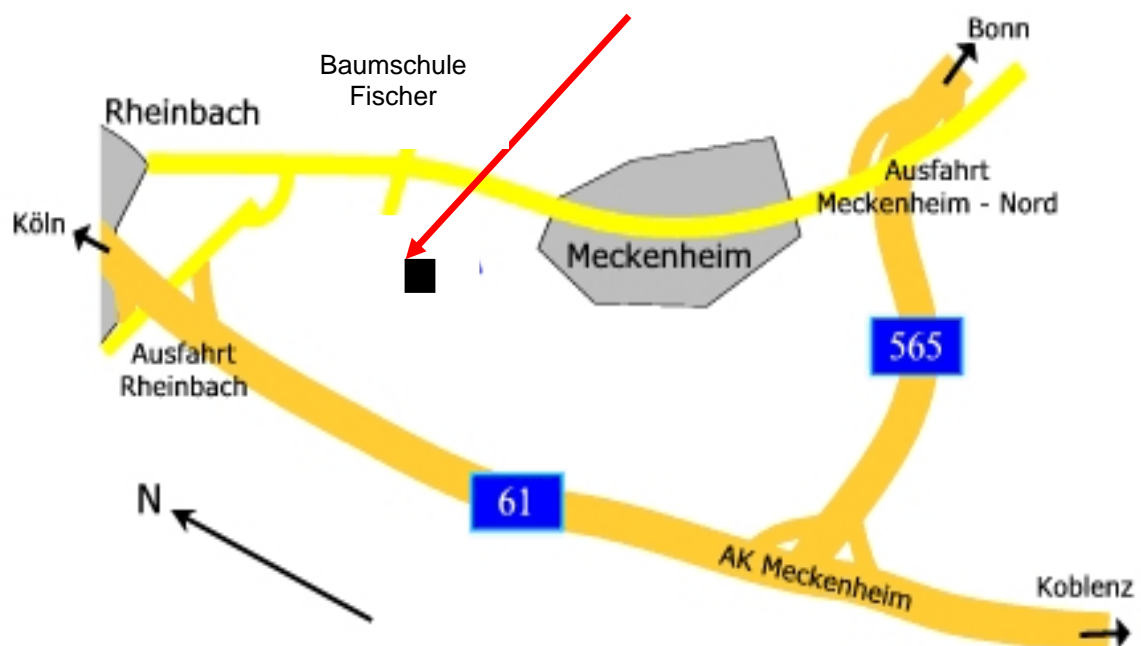 Bonn
Baumschule
Fischer
Rheinbach
Ausfahrt
Meckenheim - Nord
Köln
Meckenheim
565
Ausfahrt
Rheinbach
61
N
AK Meckenheim
Koblenz